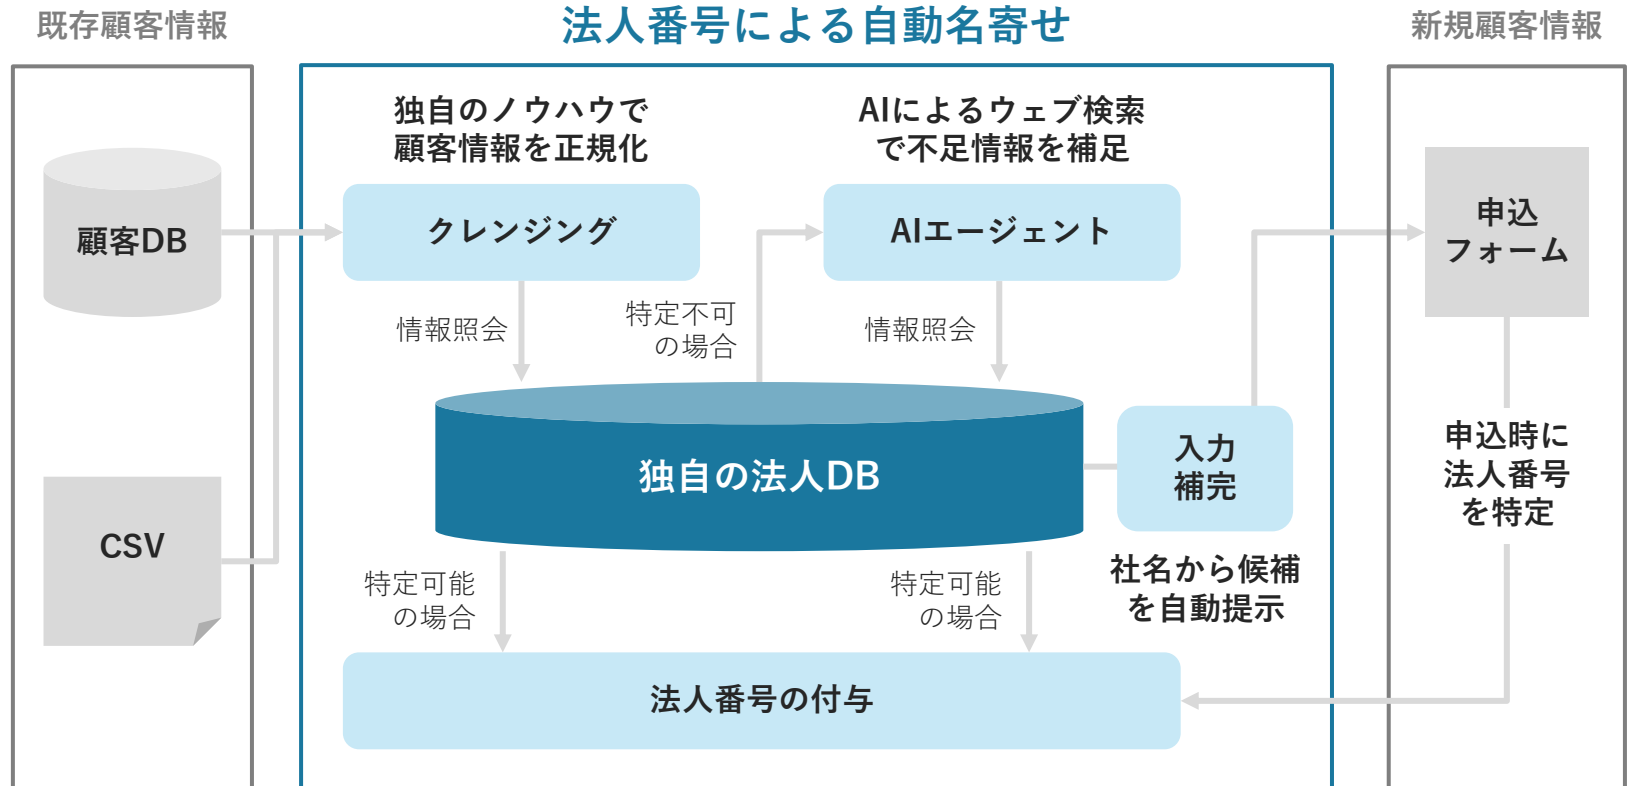 既存顧客情報
法人番号による自動名寄せ
新規顧客情報
独自のノウハウで
顧客情報を正規化
AIによるウェブ検索
で不足情報を補足
顧客DB
クレンジング
AIエージェント
申込
フォーム
情報照会
特定不可
の場合
情報照会
独自の法人DB
入力
補完
申込時に
法人番号
を特定
CSV
特定可能
の場合
特定可能
の場合
社名から候補
を自動提示
法人番号の付与